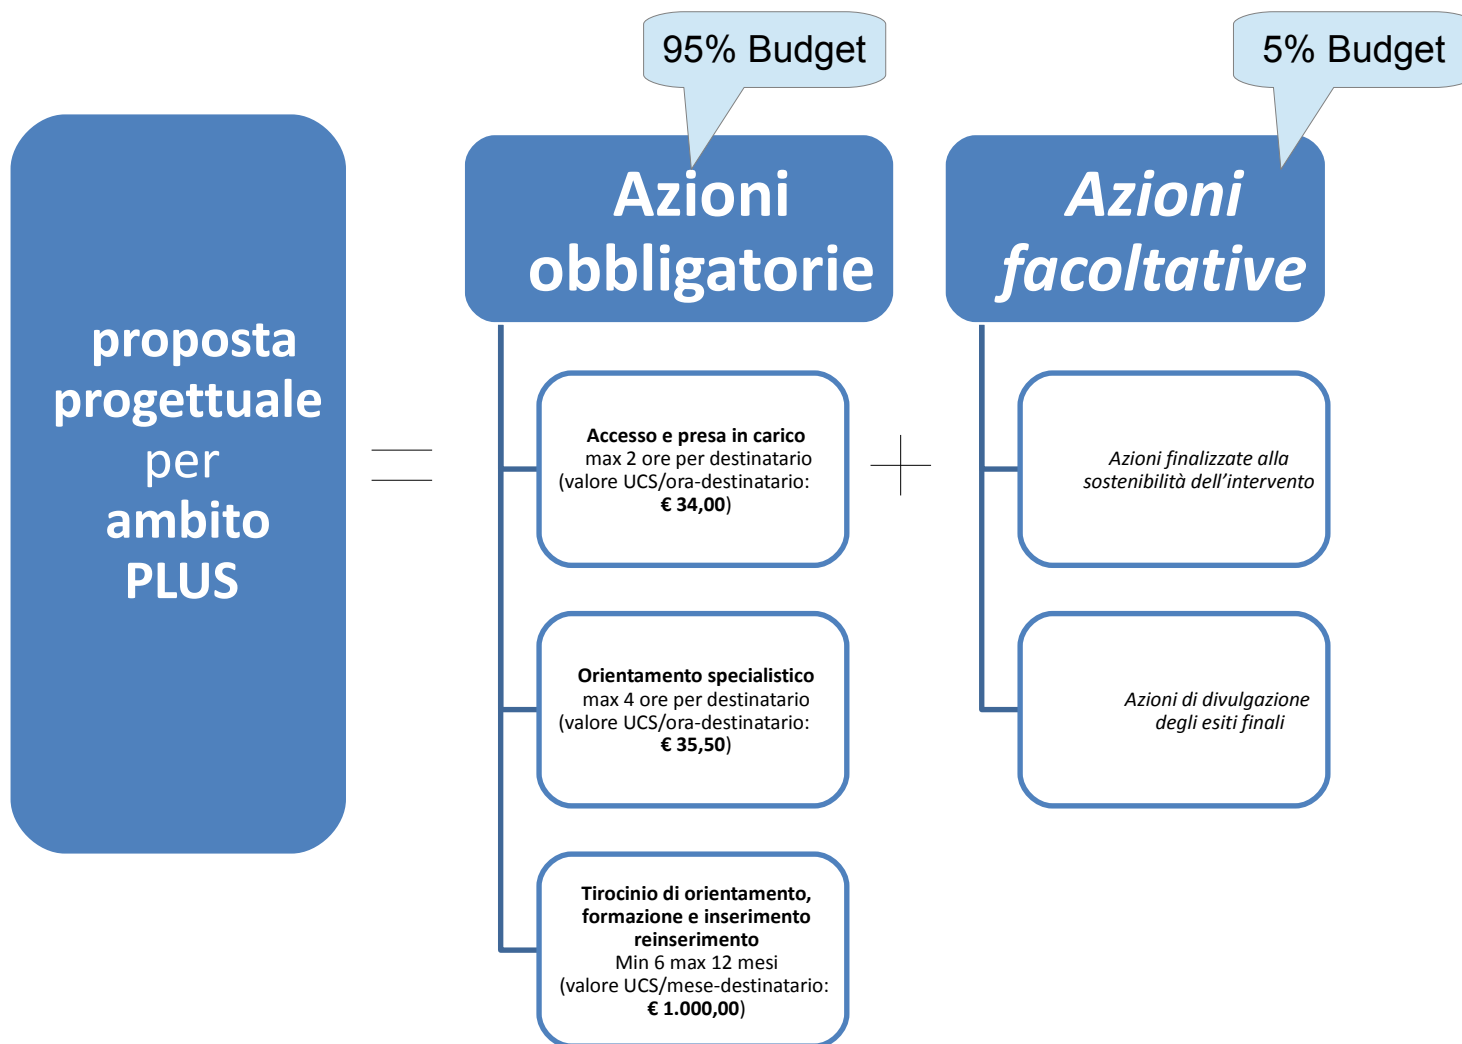 95% Budget
5% Budget
proposta
progettuale
per
ambito
PLUS
Azioni
obbligatorie
Accesso e presa in carico
max 2 ore per destinatario
(valore UCS/ora-destinatario:
€ 34,00)
Orientamento specialistico
max 4 ore per destinatario
(valore UCS/ora-destinatario:
€ 35,50)
Tirocinio di orientamento,
formazione e inserimento
reinserimento
Min 6 max 12 mesi
(valore UCS/mese-destinatario:
€ 1.000,00)
Azioni
facoltative
Azioni finalizzate alla
sostenibilità dell’intervento
Azioni di divulgazione
degli esiti finali